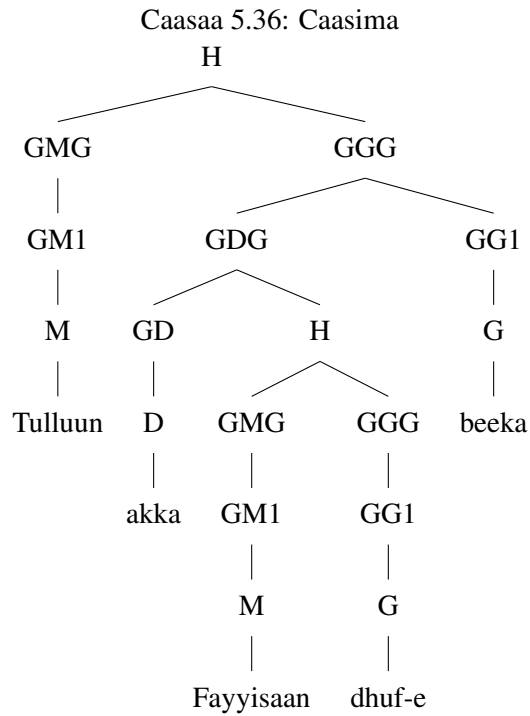 Caasaa 5.36: Caasima
H
GMG GGG
GM1 GDG GG1
M GD H G
Tulluun D GMG GGG beeka
akka GM1 GG1
M G
Fayyisaan dhuf-e